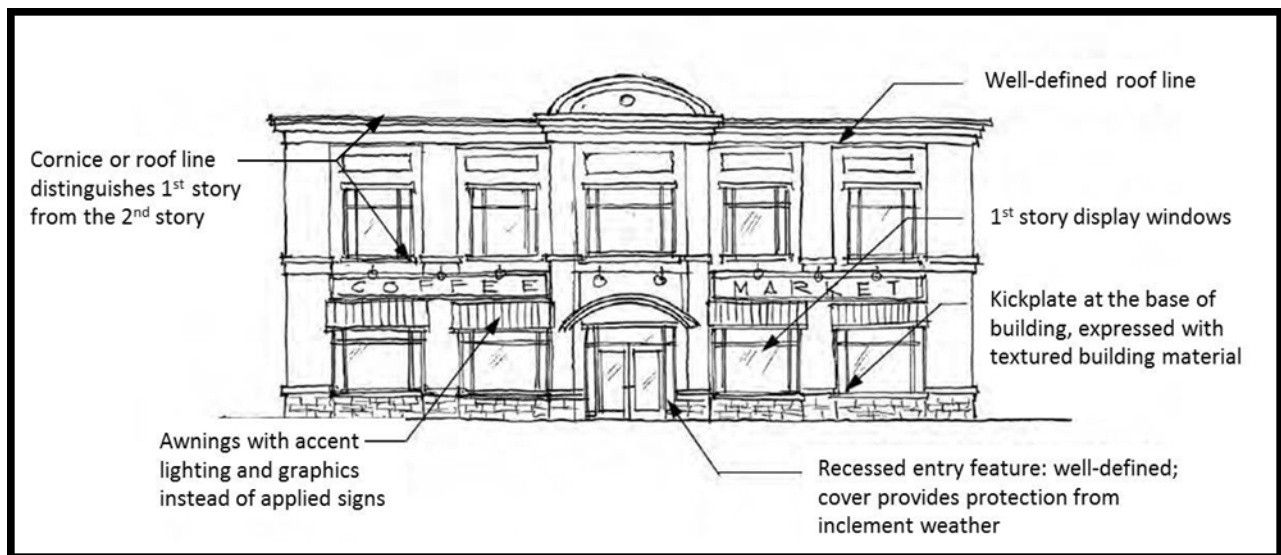 Well-defined roof line
Cornice or roof line
distinguishes 1st story
from the 2nd story
1st story display windows
COFFEE
MARKET
Kickplate at the base of
building, expressed with
textured building material
Awnings with accent
lighting and graphics
instead of applied signs
Recessed entry feature: well-defined;
cover provides protection from
inclement weather